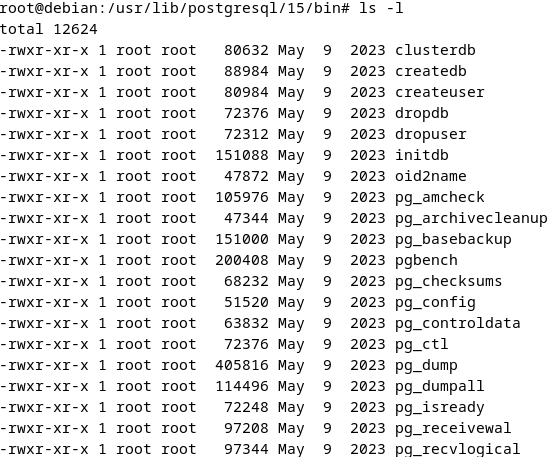 root@debian:/usr/lib/postgresql/15/bin# ls -l
total 12624
-rwxr-xr-x 1 root root   80632 May  9  2023 clusterdb
-rwxr-xr-x 1 root root   88984 May  9  2023 createdb
-rwxr-xr-x 1 root root   80984 May  9  2023 createuser
-rwxr-xr-x 1 root root   72376 May  9  2023 dropdb
-rwxr-xr-x 1 root root   72312 May  9  2023 dropuser
-rwxr-xr-x 1 root root  151088 May  9  2023 initdb
-rwxr-xr-x 1 root root   47872 May  9  2023 oid2name
-rwxr-xr-x 1 root root  105976 May  9  2023 pg_amcheck
-rwxr-xr-x 1 root root   47344 May  9  2023 pg_archivecleanup
-rwxr-xr-x 1 root root  151000 May  9  2023 pg_basebackup
-rwxr-xr-x 1 root root  200408 May  9  2023 pgbench
-rwxr-xr-x 1 root root   68232 May  9  2023 pg_checksums
-rwxr-xr-x 1 root root   51520 May  9  2023 pg_config
-rwxr-xr-x 1 root root   63832 May  9  2023 pg_controldata
-rwxr-xr-x 1 root root   72376 May  9  2023 pg_ctl
-rwxr-xr-x 1 root root  405816 May  9  2023 pg_dump
-rwxr-xr-x 1 root root  114496 May  9  2023 pg_dumpall
-rwxr-xr-x 1 root root   72248 May  9  2023 pg_isready
-rwxr-xr-x 1 root root   97208 May  9  2023 pg_receivewal
-rwxr-xr-x 1 root root   97344 May  9  2023 pg_recvlogical